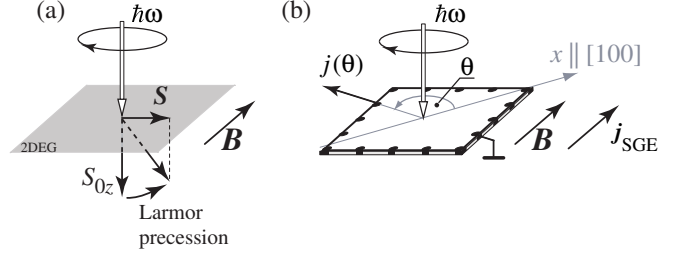 (a)
ħω
S
2DEG
B
S0z
Larmor
precession
(b)
ħω
j(θ)
θ
x || [100]
B
jSGE